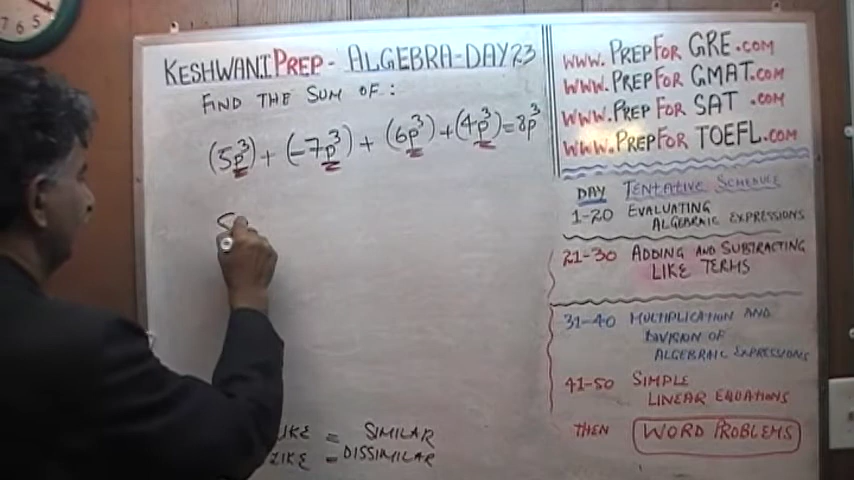 KESHWANI PREP - ALGEBRA-DAY 23
FIND THE SUM OF:
(5p³) + (-7p³) + (6p³) + (4p³) = 8p³
WWW. PREPFOR GRE.COM
WWW. PREPFOR GMAT.COM
WWW. PREP FOR SAT .COM
WWW. PREPFOR TOEFL.COM
DAY TENTATIVE SCHEDULE
1-20 EVALUATING
ALGEBRAIC EXPRESSIONS
21-30 ADDING AND SUBTRACTING
LIKE TERMS
31-40 MULTIPLICATION AND
DIVISION OF
ALGEBRAIC EXPRESSIONS
41-50 SIMPLE
LINEAR EQUATIONS
THEN WORD PROBLEMS
= SIMILAR
= DISSIMILAR
7 6 5